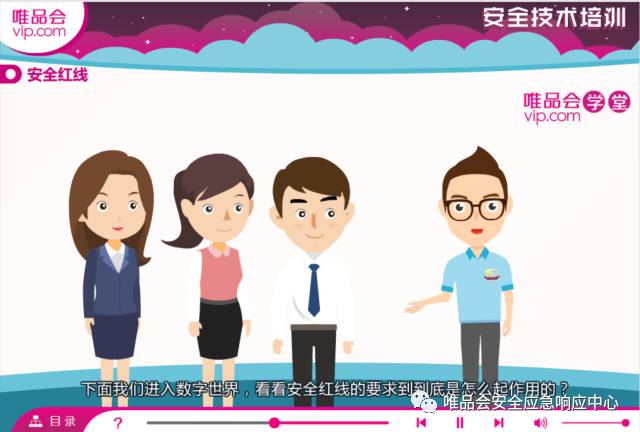 唯品会
vip.com
安全技术培训
安全红线
唯品会学堂
vip.com
下面我们进入数字世界，看看安全红线的要求到到底是怎么起作用的？
唯品会安全应急响应中心
目录
?